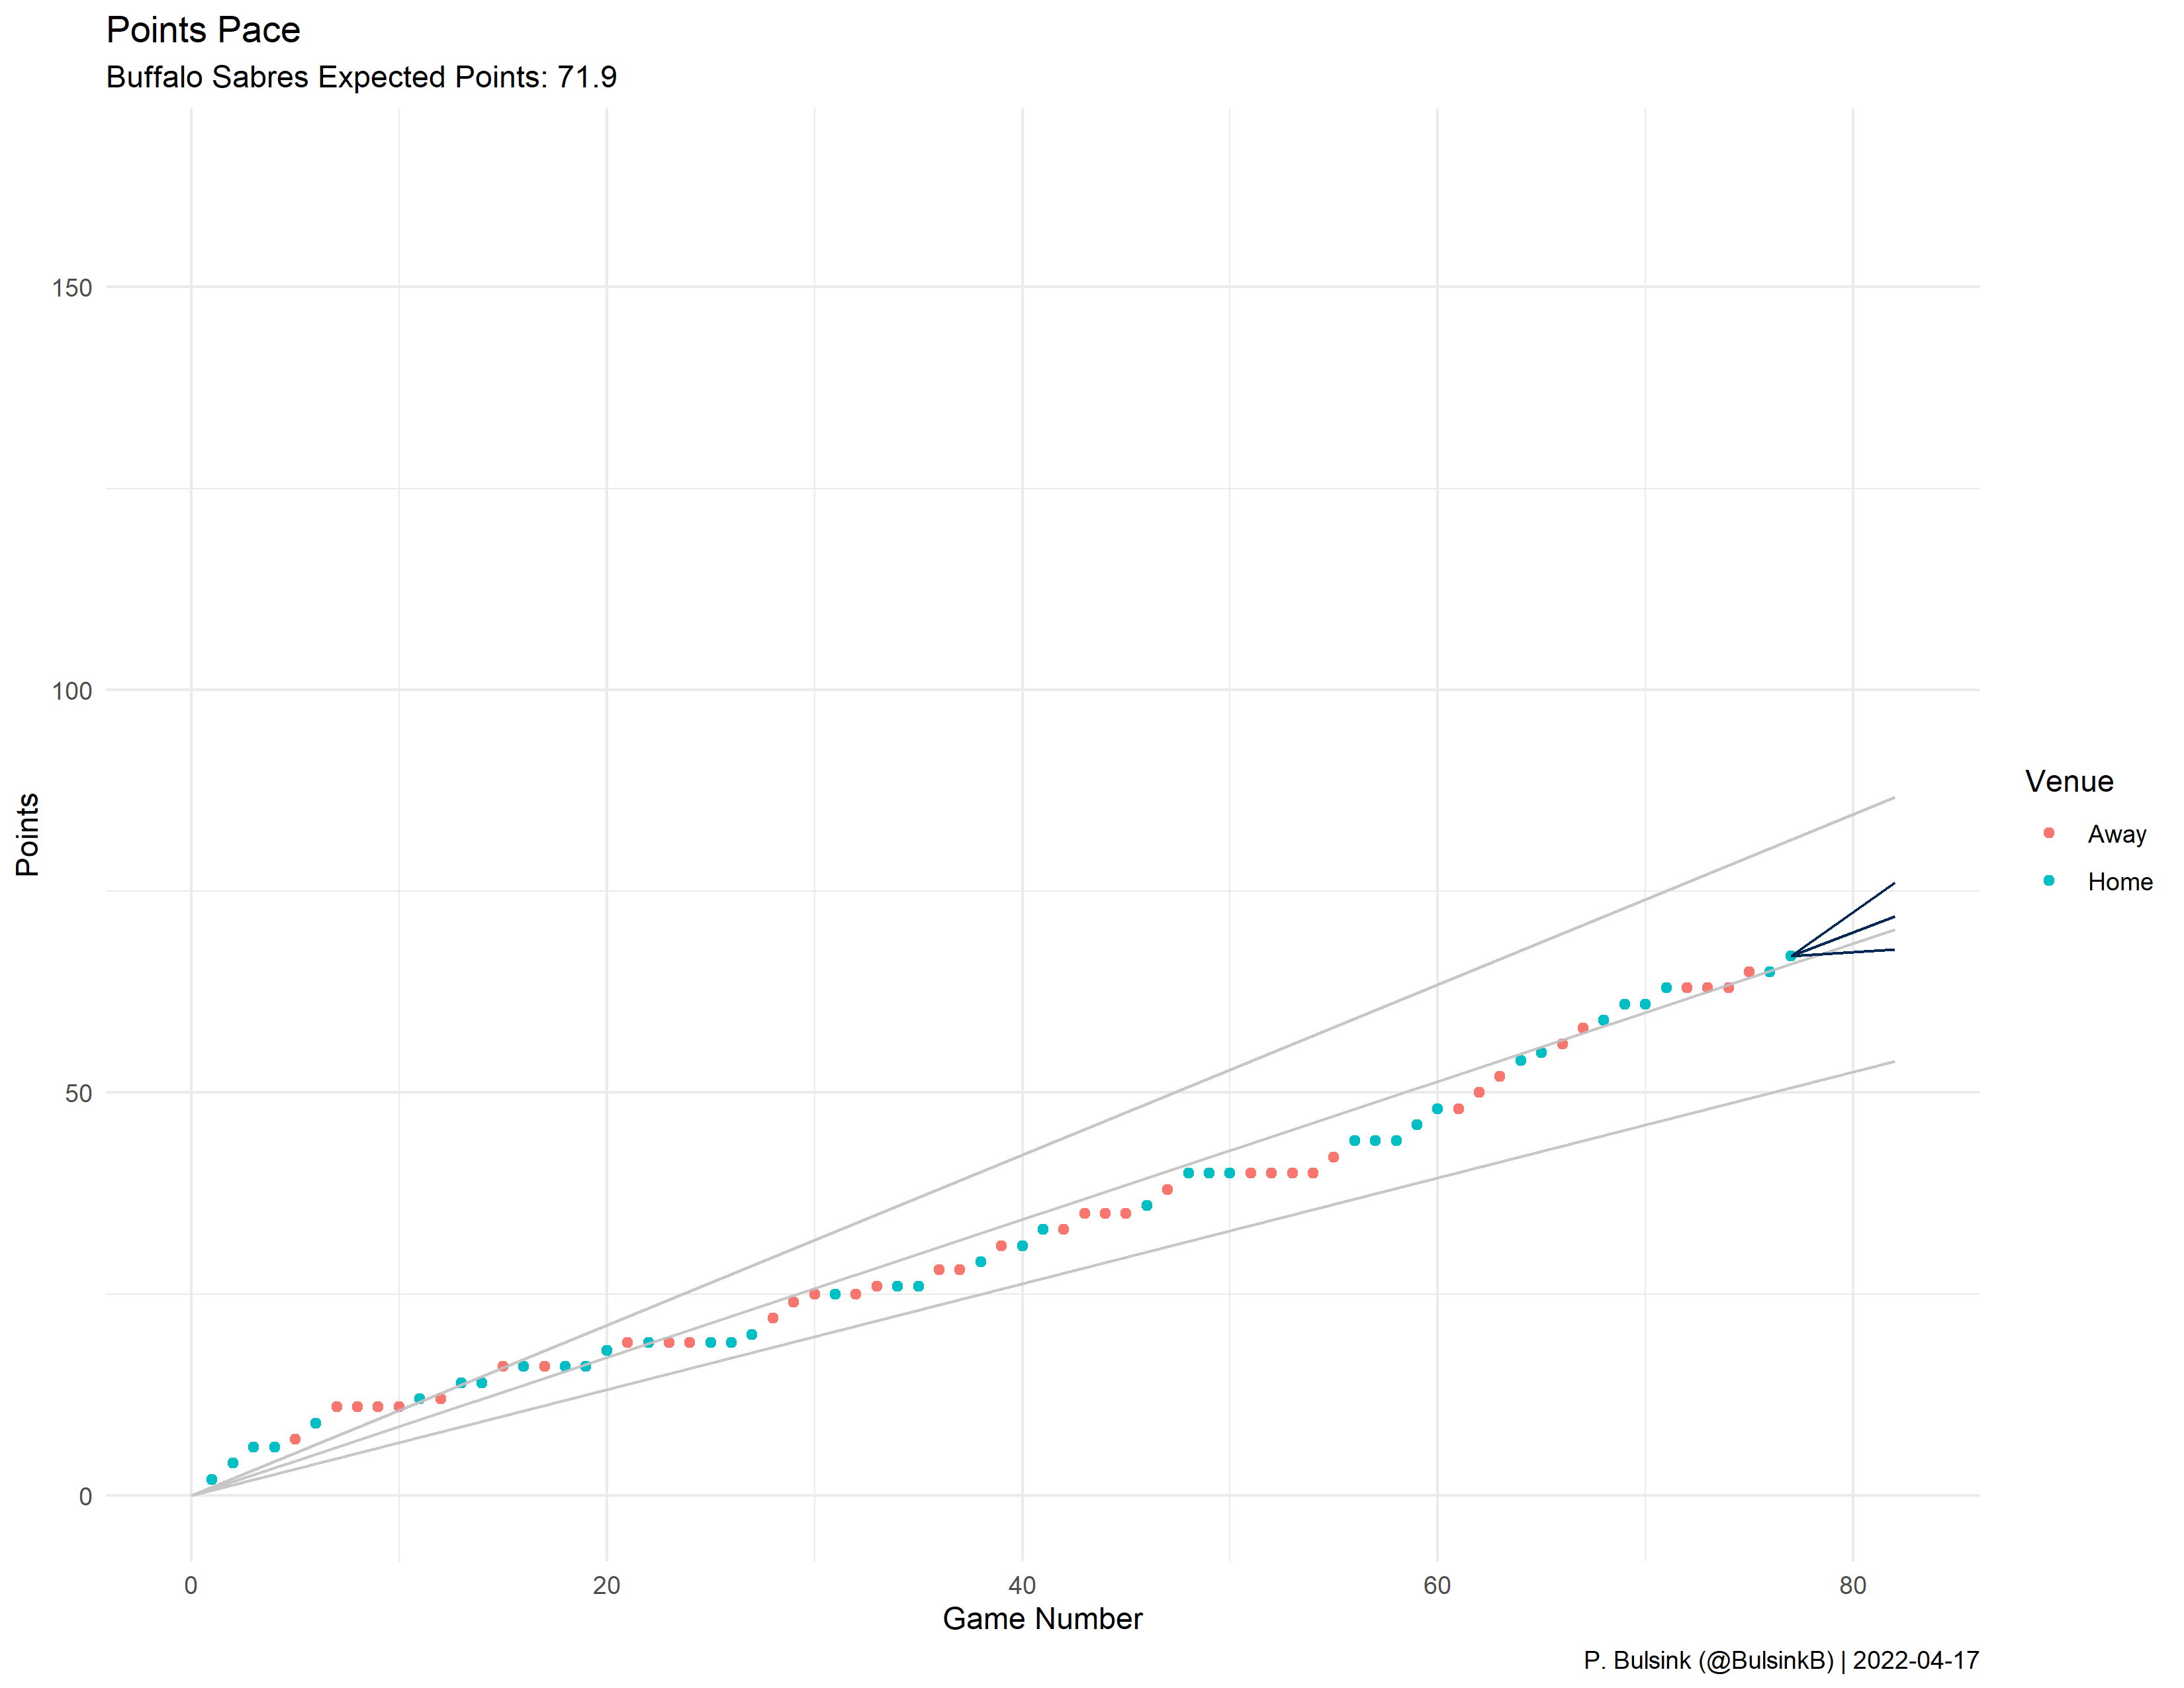 Points Pace
Buffalo Sabres Expected Points: 71.9
150
100
50
0
Points
0 20 40 60 80
Game Number
Venue
Away
Home
P. Bulsink (@BulsinkB) | 2022-04-17